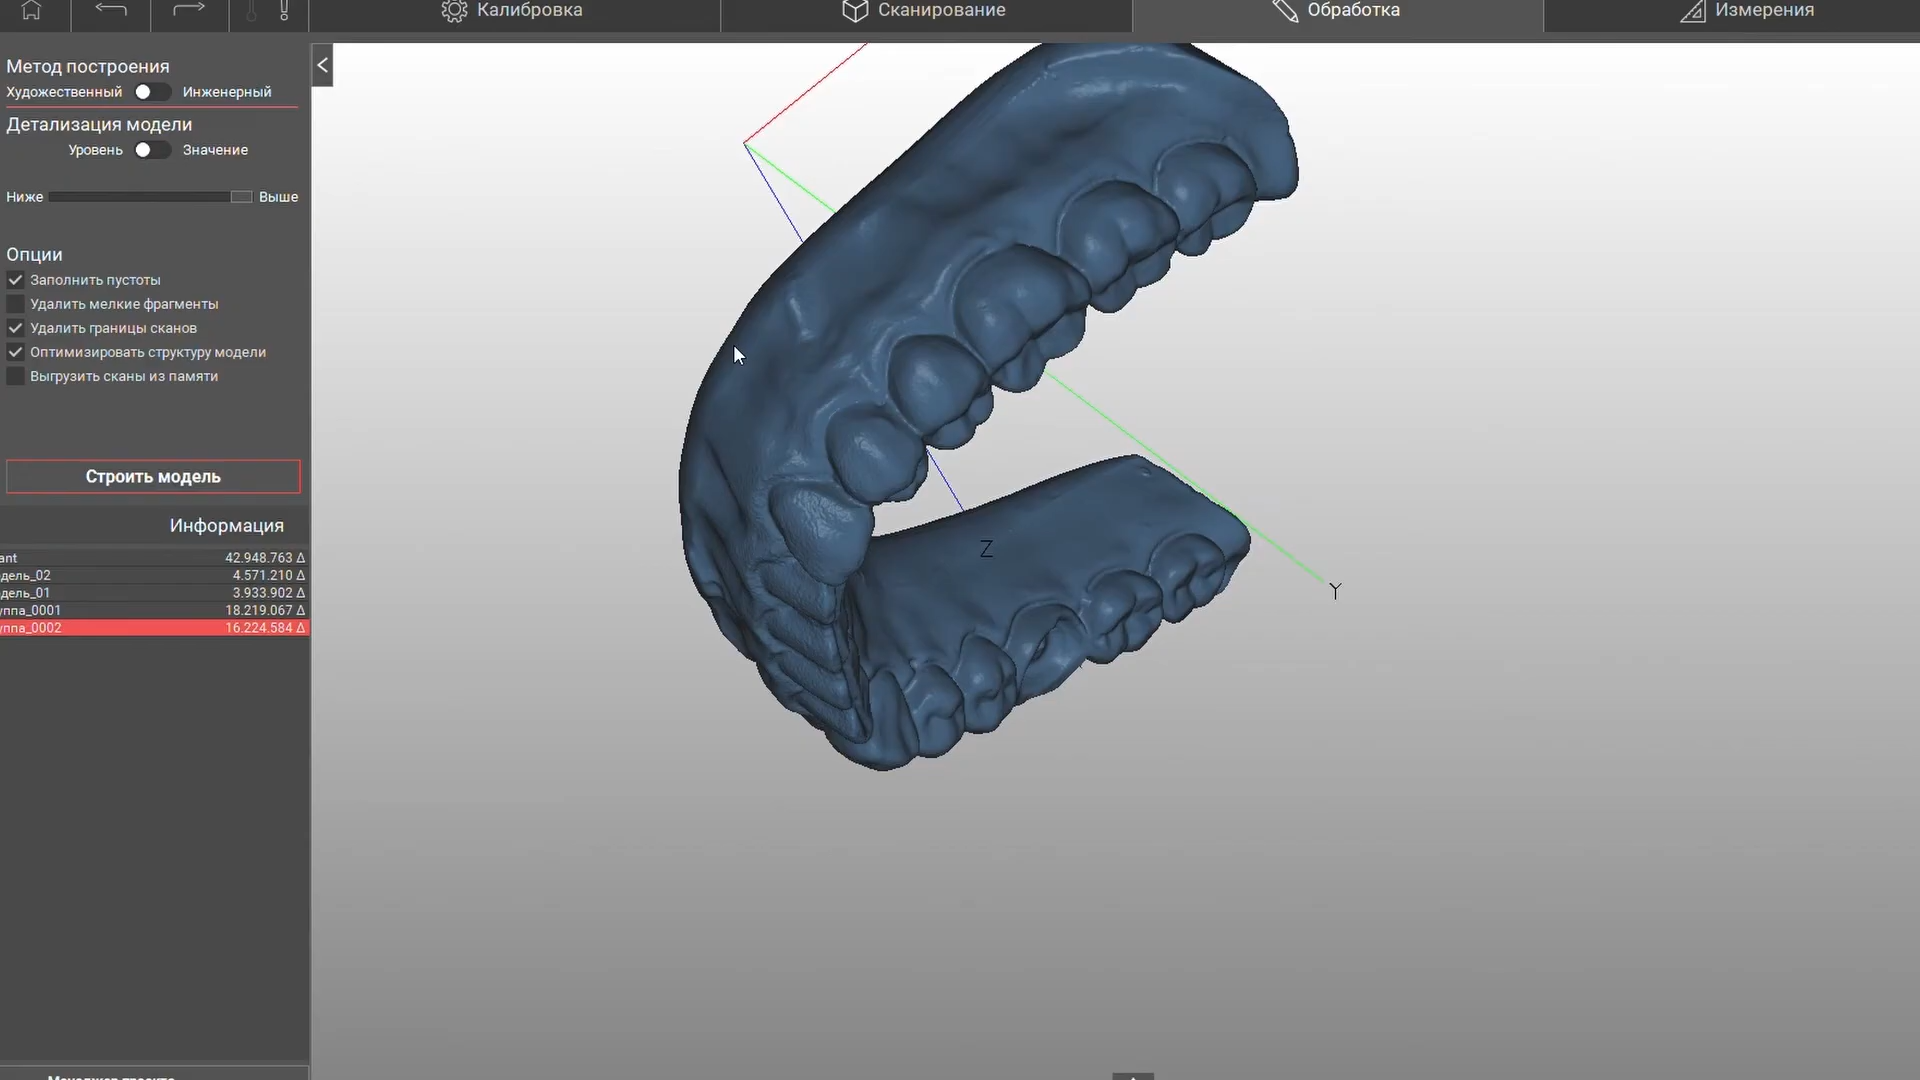 Калибровка
Сканирование
Обработка
Измерения
Метод построения
Художественный Инженерный
Детализация модели
Уровень Значение
Ниже Выше
Опции
Заполнить пустоты
Удалить мелкие фрагменты
Удалить границы сканов
Оптимизировать структуру модели
Выгрузить сканы из памяти
Строить модель
Информация
ant 42.948.763 Δ
дель_02 4.571.210 Δ
дель_01 3.933.902 Δ
уппа_0001 18.219.067 Δ
уппа_0002 16.224.584 Δ
Z
Y